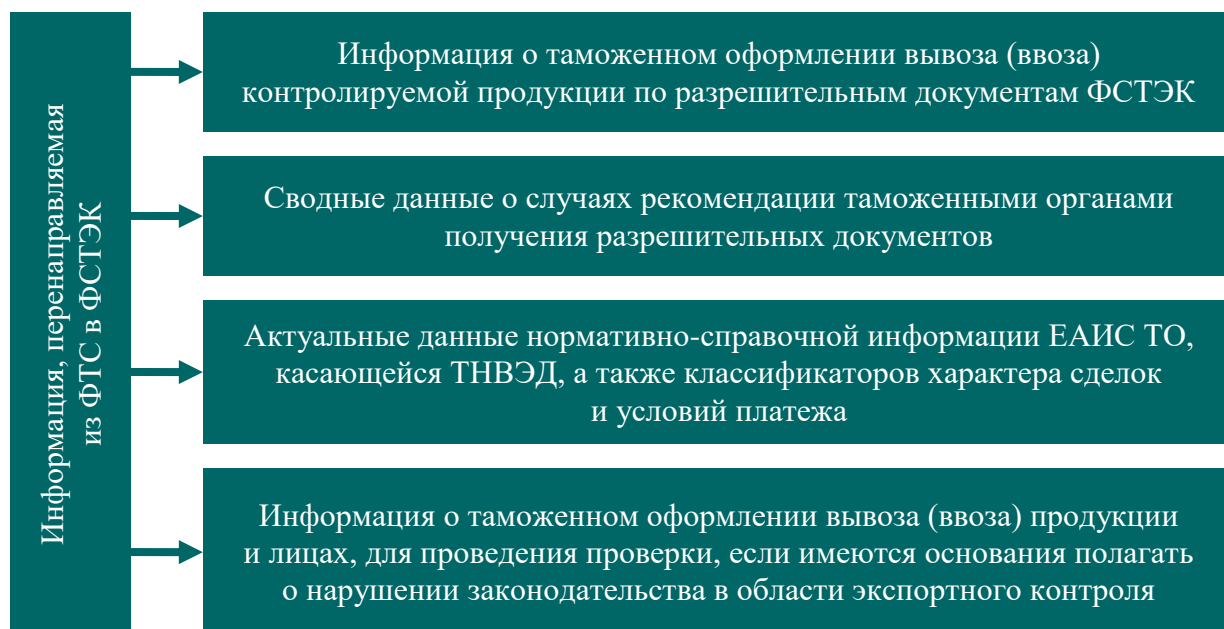 Информация, перенаправляемая
из ФТС в ФСТЭК
Информация о таможенном оформлении вывоза (ввоза)
контролируемой продукции по разрешительным документам ФСТЭК
Сводные данные о случаях рекомендации таможенными органами
получения разрешительных документов
Актуальные данные нормативно-справочной информации ЕАИС ТО,
касающейся ТНВЭД, а также классификаторов характера сделок
и условий платежа
Информация о таможенном оформлении вывоза (ввоза) продукции
и лицах, для проведения проверки, если имеются основания полагать
о нарушении законодательства в области экспортного контроля